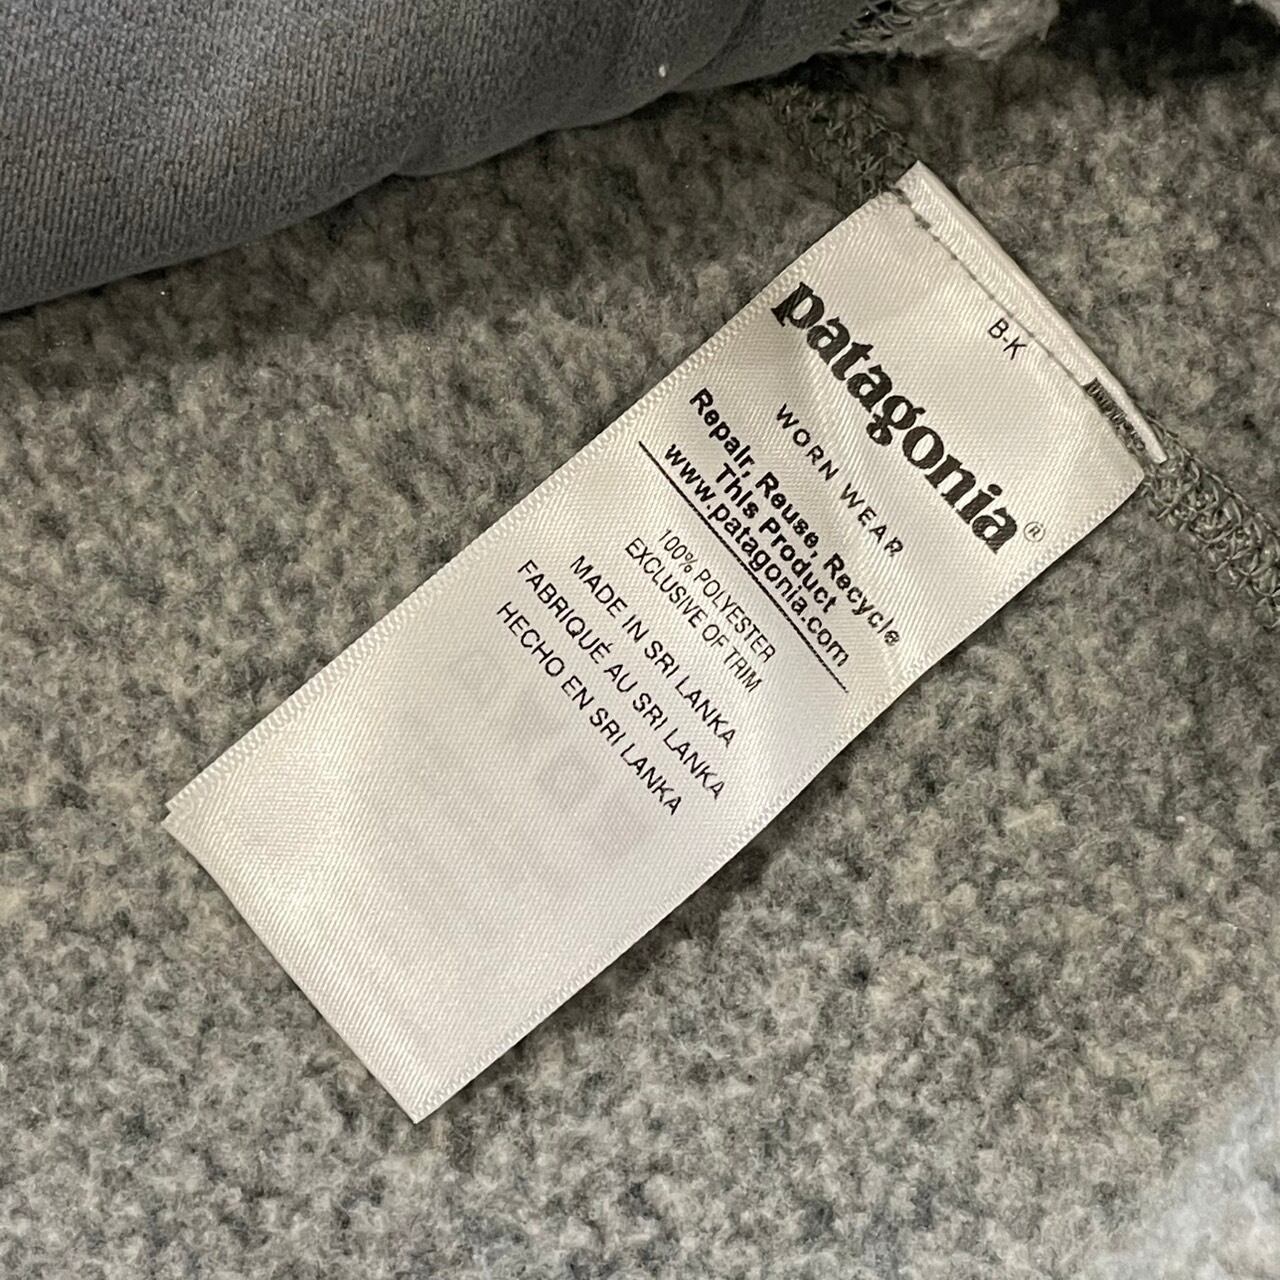 B-K
patagonia®
WORN WEAR
Repair, Reuse, Recycle
This Product
www.patagonia.com
100% POLYESTER
EXCLUSIVE OF TRIM
MADE IN SRI LANKA
FABRIQUÉ AU SRI LANKA
HECHO EN SRI LANKA